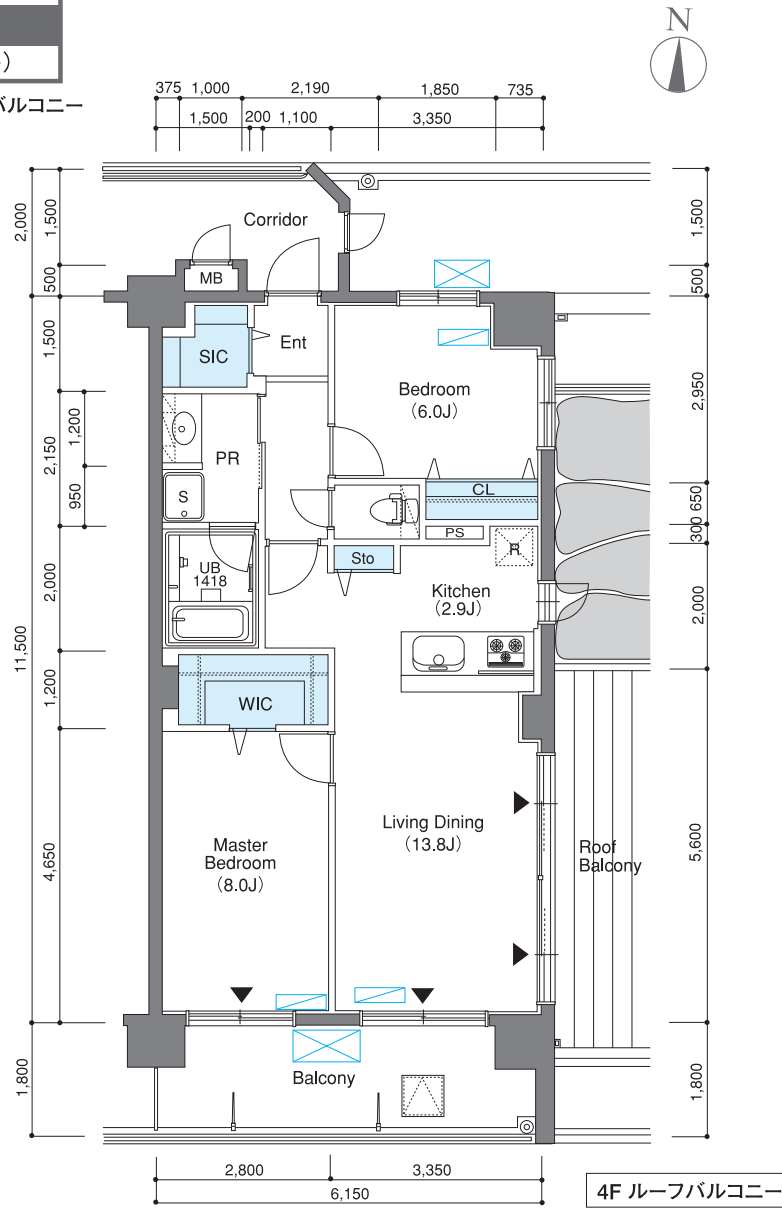 ）
バルコニー
N
375 1,000 2,190 1,850 735
1,500 200 1,100 3,350
2,000
1,500
500
Corridor
1,500
500
MB
SIC
Ent
1,500
Bedroom
（6.0J）
2,950
1,200
2,150
PR
950
S
CL
650
PS
300
R
Sto
UB
1418
2,000
Kitchen
（2.9J）
2,000
11,500
1,200
WIC
4,650
Living Dining
（13.8J）
Master
Bedroom
（8.0J）
Roof
Balcony
5,600
1,800
Balcony
1,800
2,800 3,350
6,150
4F ルーフバルコニー